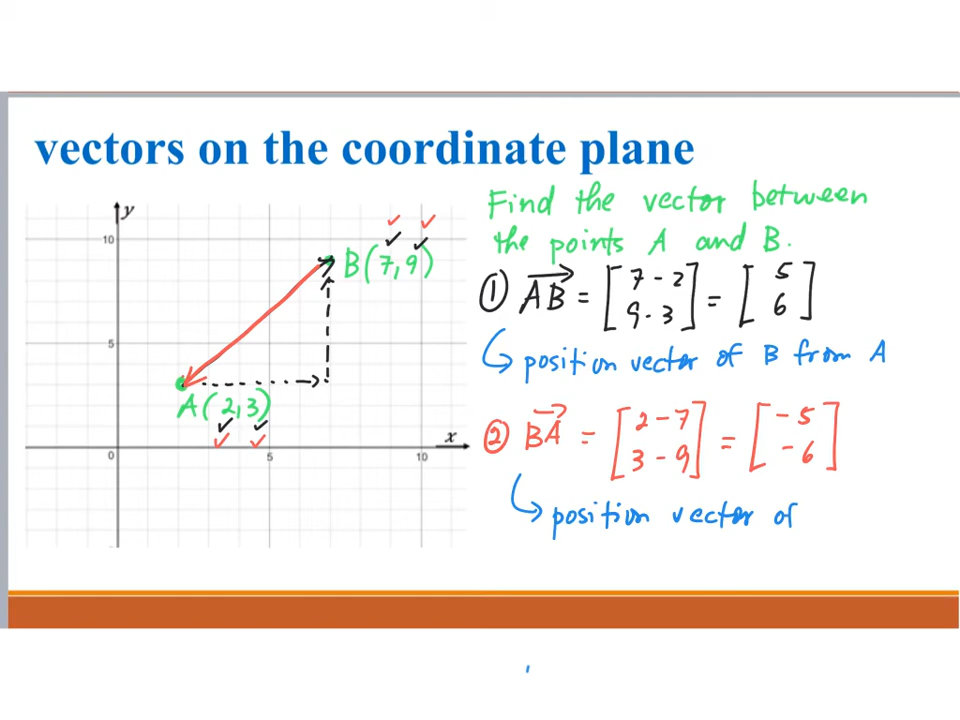 vectors on the coordinate plane
Find the vector between
the points A and B.
y
10
B(7,9)
① AB = [7-2 9-3] = [5 6]
position vector of B from A
5
A(2,3)
x
0 5 10
② BA = [2-7 3-9] = [-5 -6]
position vector of